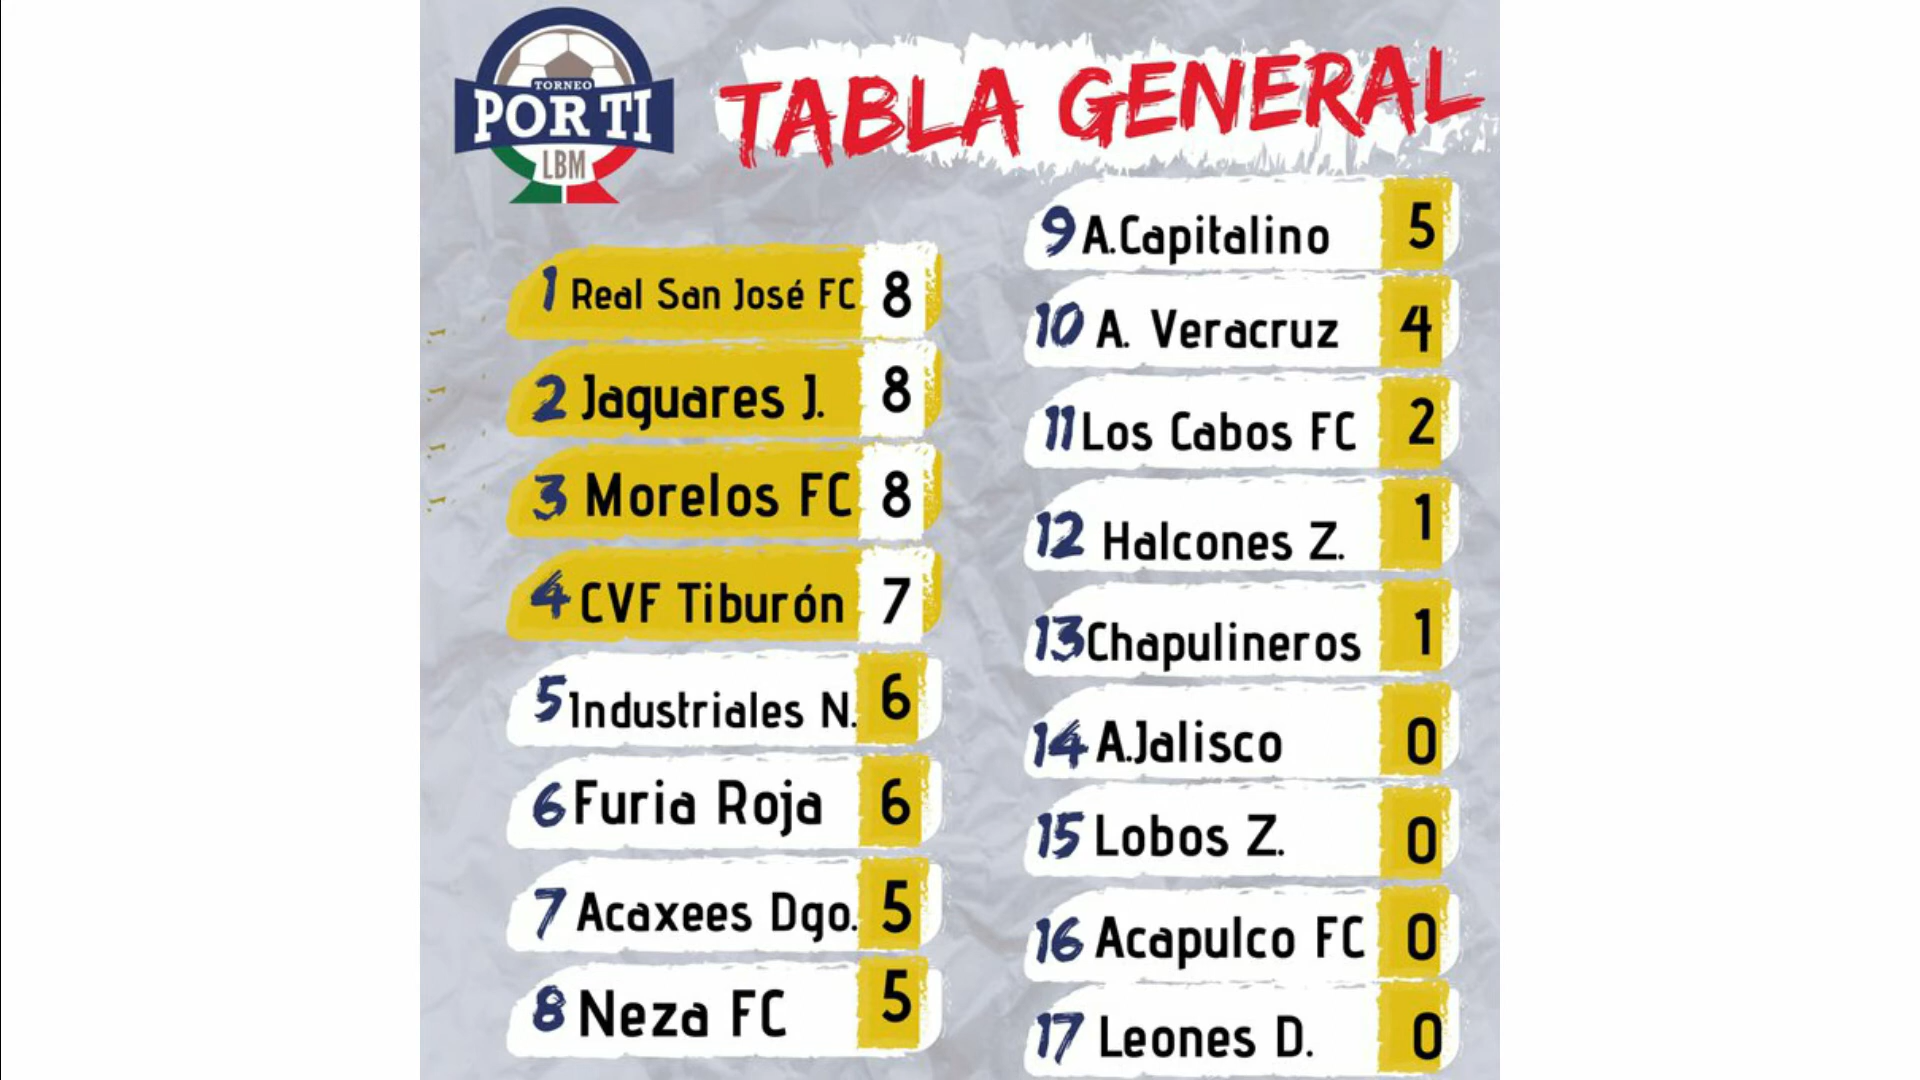 TORNEO
POR TI
LBM
TABLA GENERAL
1 Real San José FC 8
2 Jaguares J. 8
3 Morelos FC 8
4 CVF Tiburón 7
5 Industriales N. 6
6 Furia Roja 6
7 Acaxees Dgo. 5
8 Neza FC 5
9 A.Capitalino 5
10 A. Veracruz 4
11 Los Cabos FC 2
12 Halcones Z. 1
13 Chapulineros 1
14 A.Jalisco 0
15 Lobos Z. 0
16 Acapulco FC 0
17 Leones D. 0